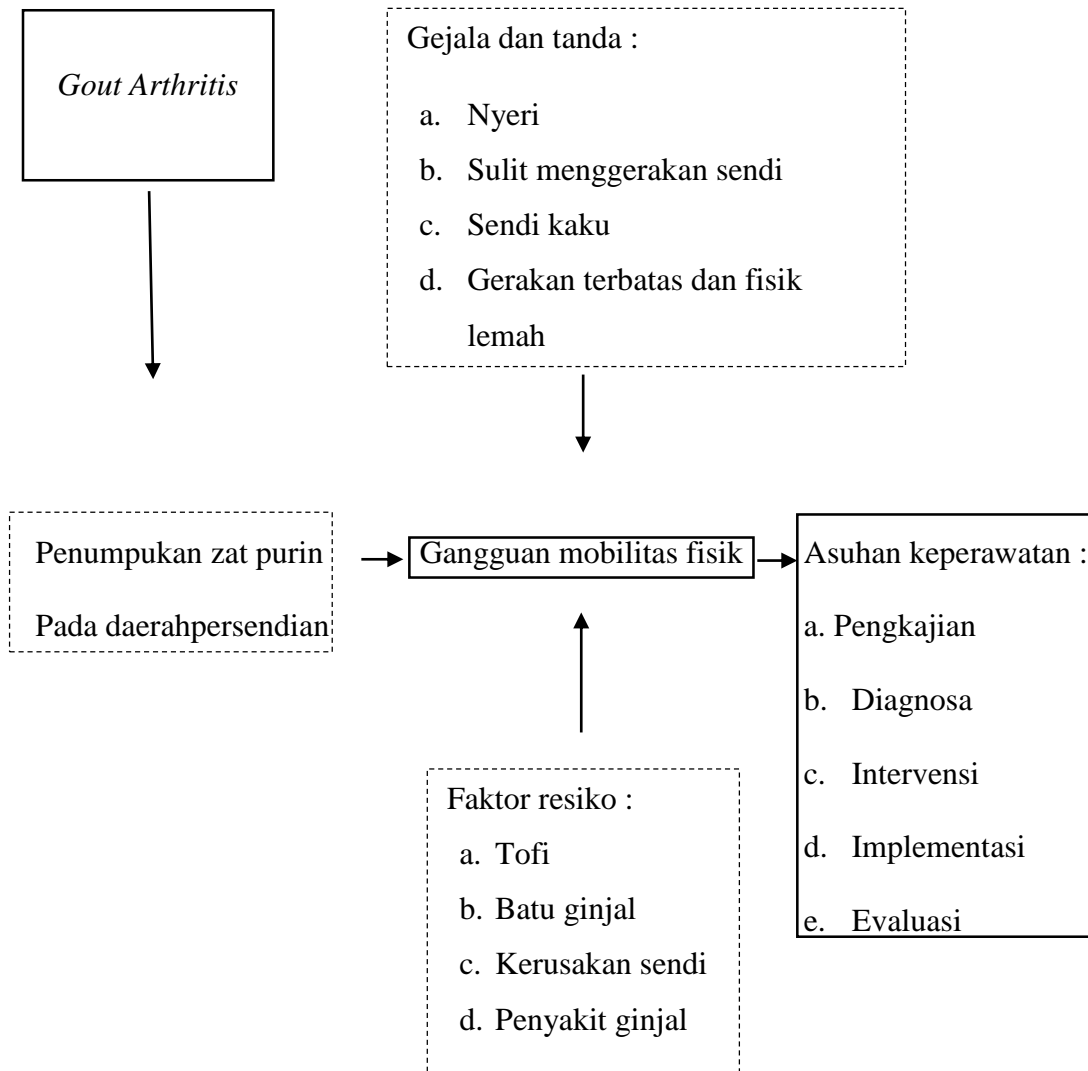 Gout Arthritis
Gejala dan tanda :
a. Nyeri
b. Sulit menggerakan sendi
c. Sendi kaku
d. Gerakan terbatas dan fisik
lemah
Penumpukan zat purin
Pada daerahpersendian
Gangguan mobilitas fisik
Asuhan keperawatan :
a. Pengkajian
b. Diagnosa
c. Intervensi
d. Implementasi
e. Evaluasi
Faktor resiko :
a. Tofi
b. Batu ginjal
c. Kerusakan sendi
d. Penyakit ginjal